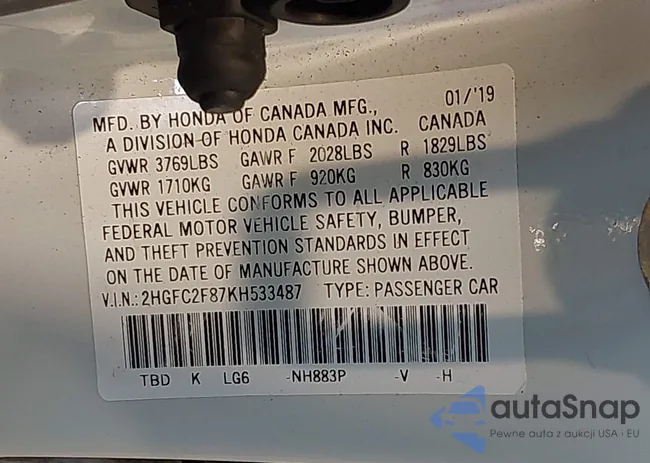 MFD. BY HONDA OF CANADA MFG., 01/'19
A DIVISION OF HONDA CANADA INC. CANADA
GVWR 3769LBS GAWR F 2028LBS R 1829LBS
GVWR 1710KG GAWR F 920KG R 830KG
THIS VEHICLE CONFORMS TO ALL APPLICABLE
FEDERAL MOTOR VEHICLE SAFETY, BUMPER,
AND THEFT PREVENTION STANDARDS IN EFFECT
ON THE DATE OF MANUFACTURE SHOWN ABOVE.
V.I.N.: 2HGFC2F87KH533487 TYPE: PASSENGER CAR
TBD K LG6 -NH883P -V -H
autaSnap
Pewne auta z aukcji USA · EU